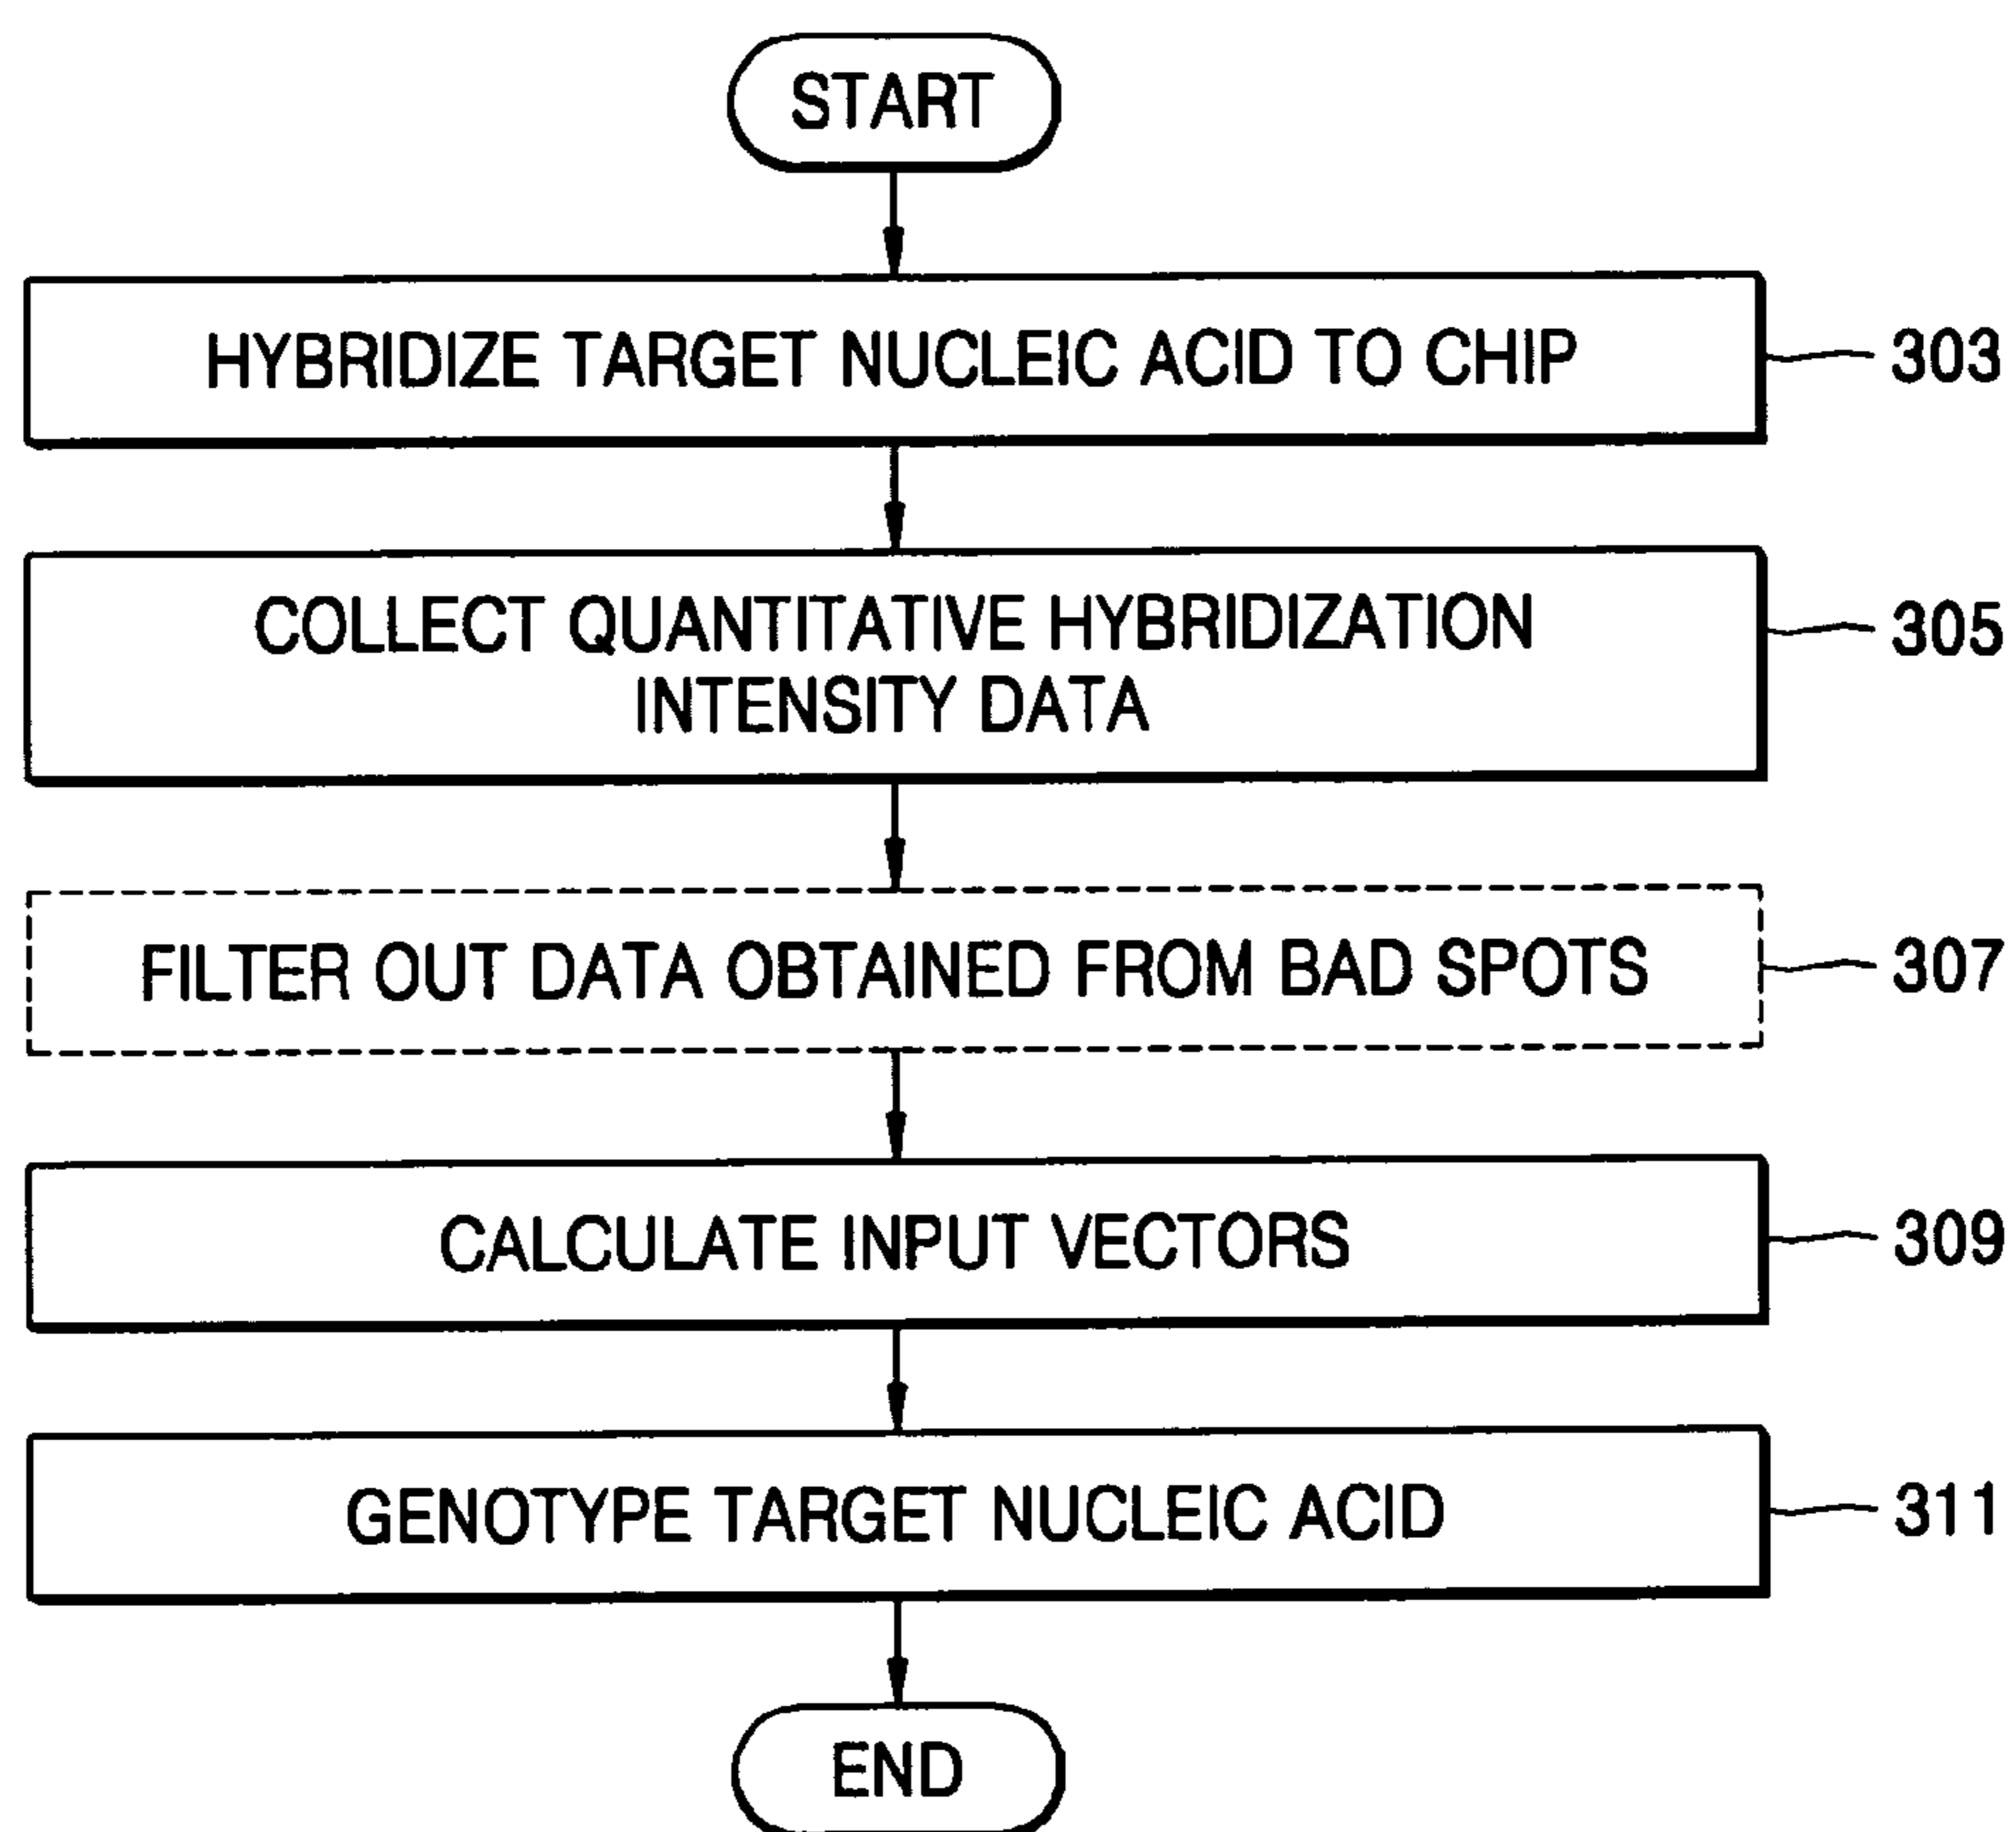 START
HYBRIDIZE TARGET NUCLEIC ACID TO CHIP
303
COLLECT QUANTITATIVE HYBRIDIZATION
INTENSITY DATA
305
FILTER OUT DATA OBTAINED FROM BAD SPOTS
307
CALCULATE INPUT VECTORS
309
GENOTYPE TARGET NUCLEIC ACID
311
END